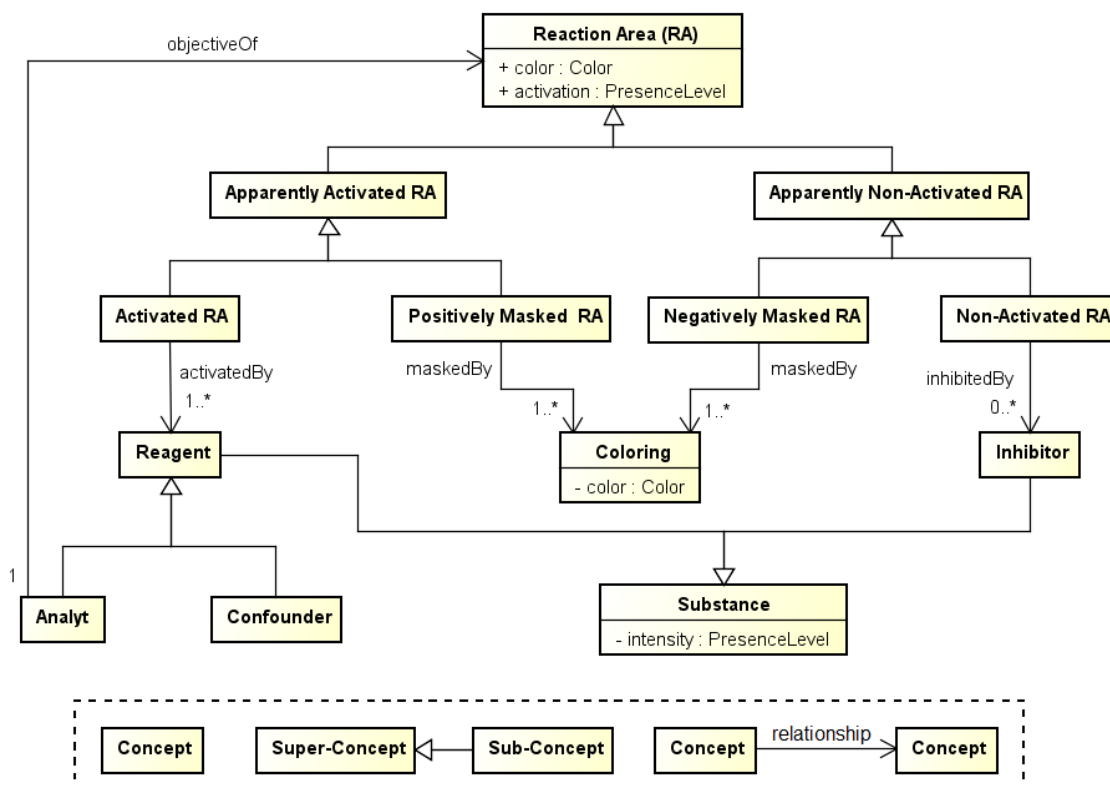 Reaction Area (RA)
+ color : Color
+ activation : PresenceLevel
objectiveOf
Apparently Activated RA
Apparently Non-Activated RA
Activated RA
Positively Masked RA
Negatively Masked RA
Non-Activated RA
activatedBy
1..*
maskedBy
1..*
maskedBy
1..*
inhibitedBy
0..*
Reagent
Coloring
- color : Color
Inhibitor
1
Analyt
Confounder
Substance
- intensity : PresenceLevel
Concept
Super-Concept
Sub-Concept
Concept
relationship
Concept